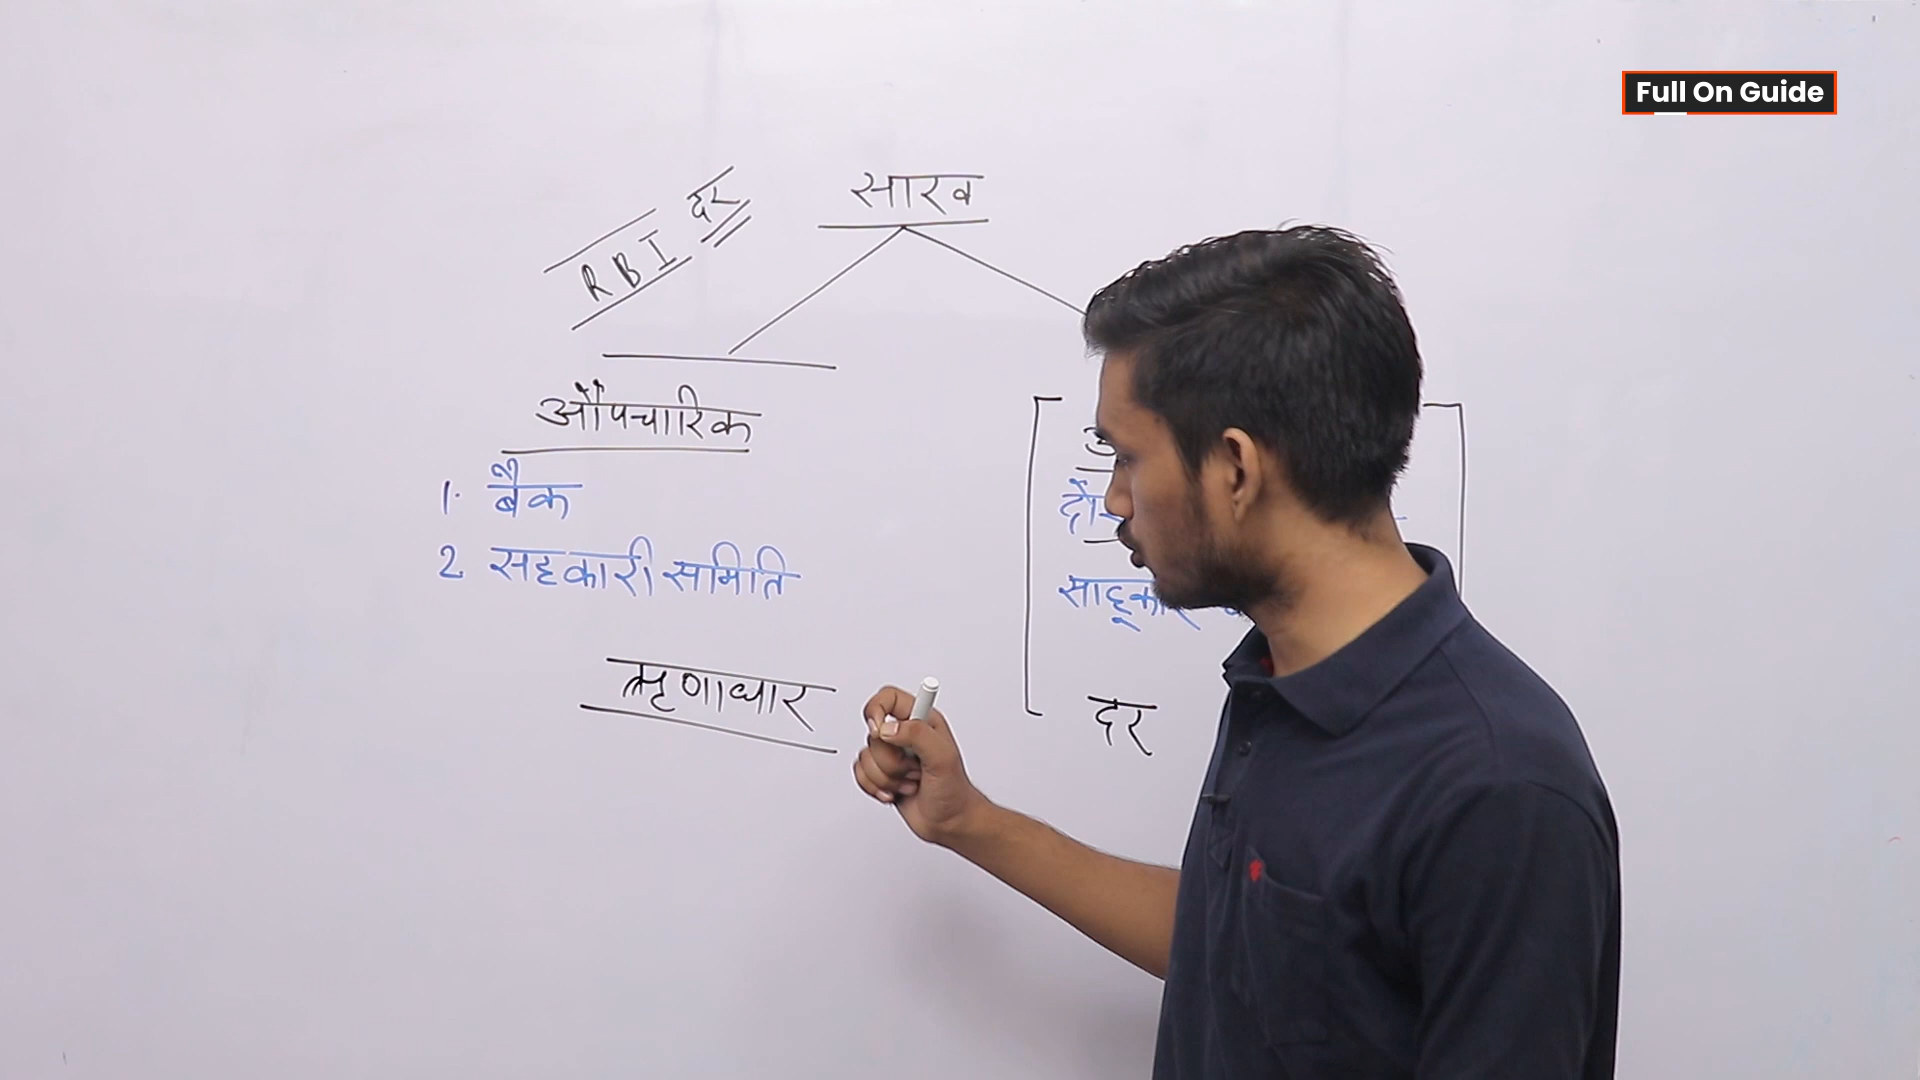 Full On Guide
साख
RBI दर
औपचारिक
1. बैंक
2 सहकारी समिति
साहूकार
ऋणाधार
दर